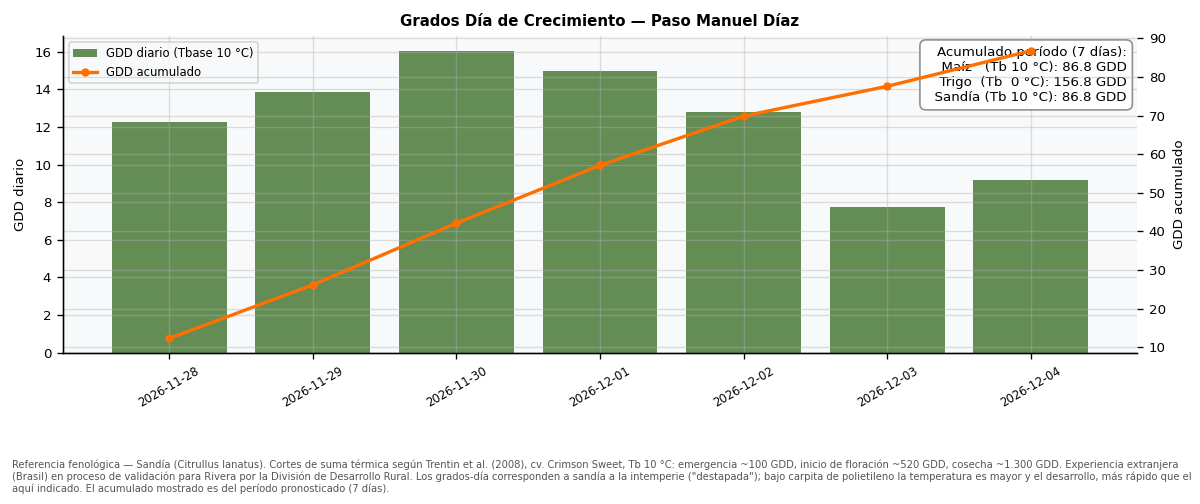 Grados Día de Crecimiento — Paso Manuel Díaz
GDD diario (Tbase 10 °C)
GDD acumulado
Acumulado período (7 días):
Maíz (Tb 10 °C): 86.8 GDD
Trigo (Tb 0 °C): 156.8 GDD
Sandía (Tb 10 °C): 86.8 GDD
GDD diario
16
14
12
10
8
6
4
2
0
GDD acumulado
90
80
70
60
50
40
30
20
10
2026-11-28
2026-11-29
2026-11-30
2026-12-01
2026-12-02
2026-12-03
2026-12-04
Referencia fenológica — Sandía (Citrullus lanatus). Cortes de suma térmica según Trentin et al. (2008), cv. Crimson Sweet, Tb 10 °C: emergencia ~100 GDD, inicio de floración ~520 GDD, cosecha ~1.300 GDD. Experiencia extranjera
(Brasil) en proceso de validación para Rivera por la División de Desarrollo Rural. Los grados-día corresponden a sandía a la intemperie ("destapada"); bajo carpita de polietileno la temperatura es mayor y el desarrollo, más rápido que el
aquí indicado. El acumulado mostrado es del período pronosticado (7 días).